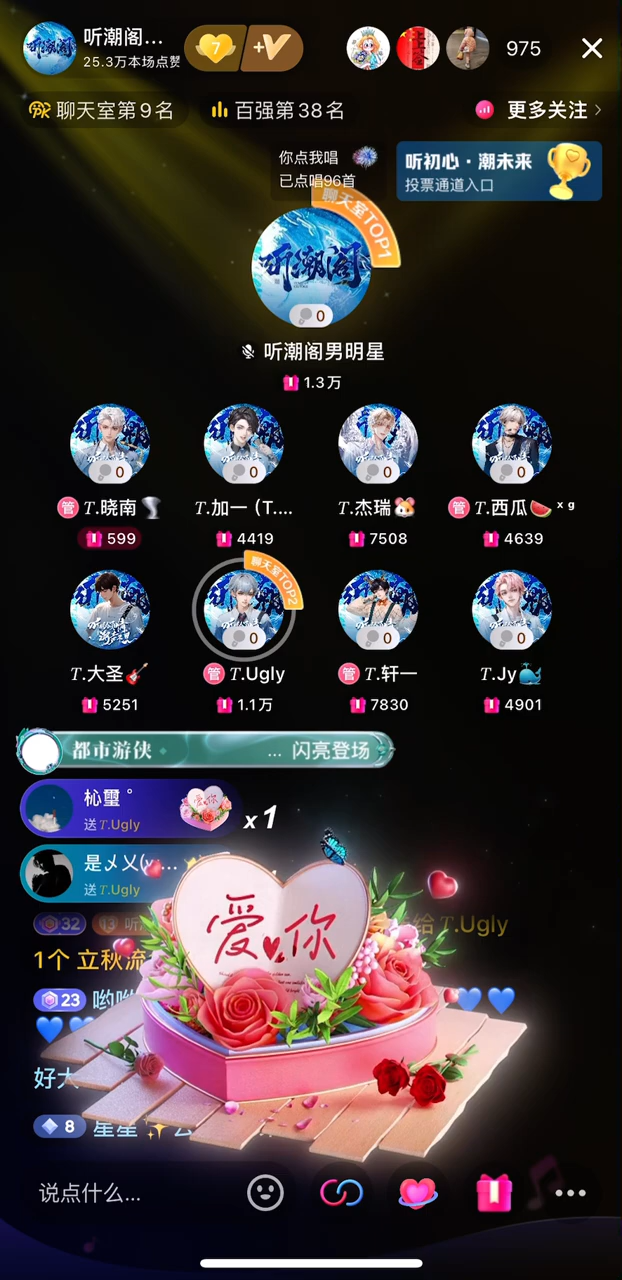 听潮阁...
25.3万本场点赞
7
+V
975
聊天室第9名
百强第38名
更多关注
你点我唱
已点唱96首
听初心·潮未来
投票通道入口
聊天室TOP1
听潮阁
0
听潮阁男明星
1.3万
0
0
0
0
管 T.晓南
T.加一（T....
T.杰瑞
管 T.西瓜 x g
599
4419
7508
4639
聊天室TOP2
0
0
0
T.大圣
管 T.Ugly
管 T.轩一
T.Jy
5251
1.1万
7830
4901
都市游侠
... 闪亮登场
杺璽°
送 T.Ugly
x1
送 T.Ugly
爱你
32
13
给 T.Ugly
1个 立秋流
23
好大
8
星星
说点什么...